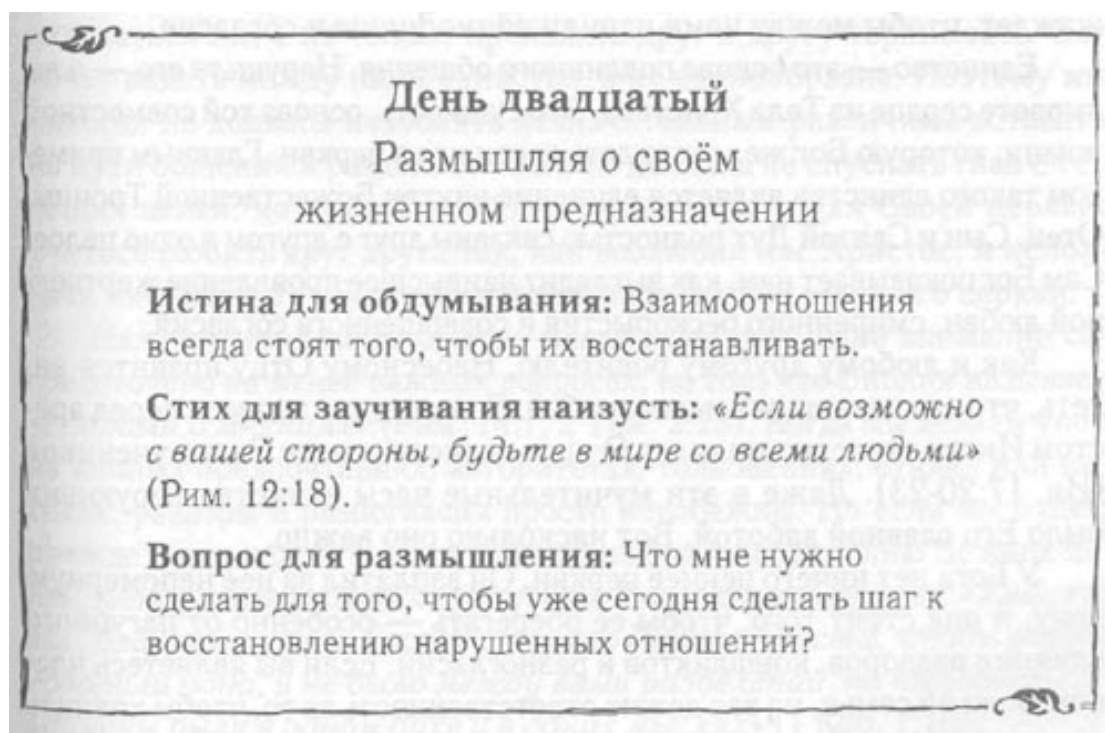 День двадцатый
Размышляя о своём
жизненном предназначении
Истина для обдумывания: Взаимоотношения
всегда стоят того, чтобы их восстанавливать.
Стих для заучивания наизусть: «Если возможно
с вашей стороны, будьте в мире со всеми людьми»
(Рим. 12:18).
Вопрос для размышления: Что мне нужно
сделать для того, чтобы уже сегодня сделать шаг к
восстановлению нарушенных отношений?